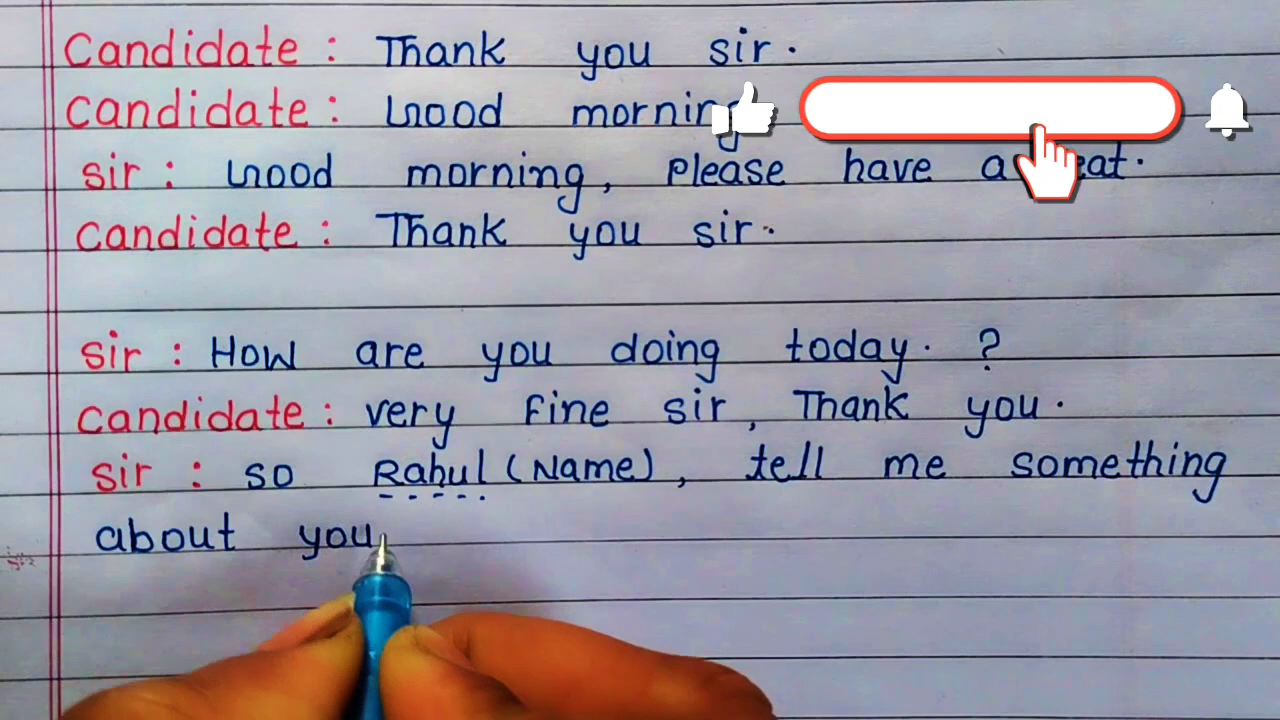 Candidate : Thank you sir.
Candidate : Good morning
sir : Good morning, Please have a
Candidate : Thank you sir.
sir : How are you doing today. ?
Candidate : very fine sir, Thank you.
sir : so Rahul (Name), tell me something
about you